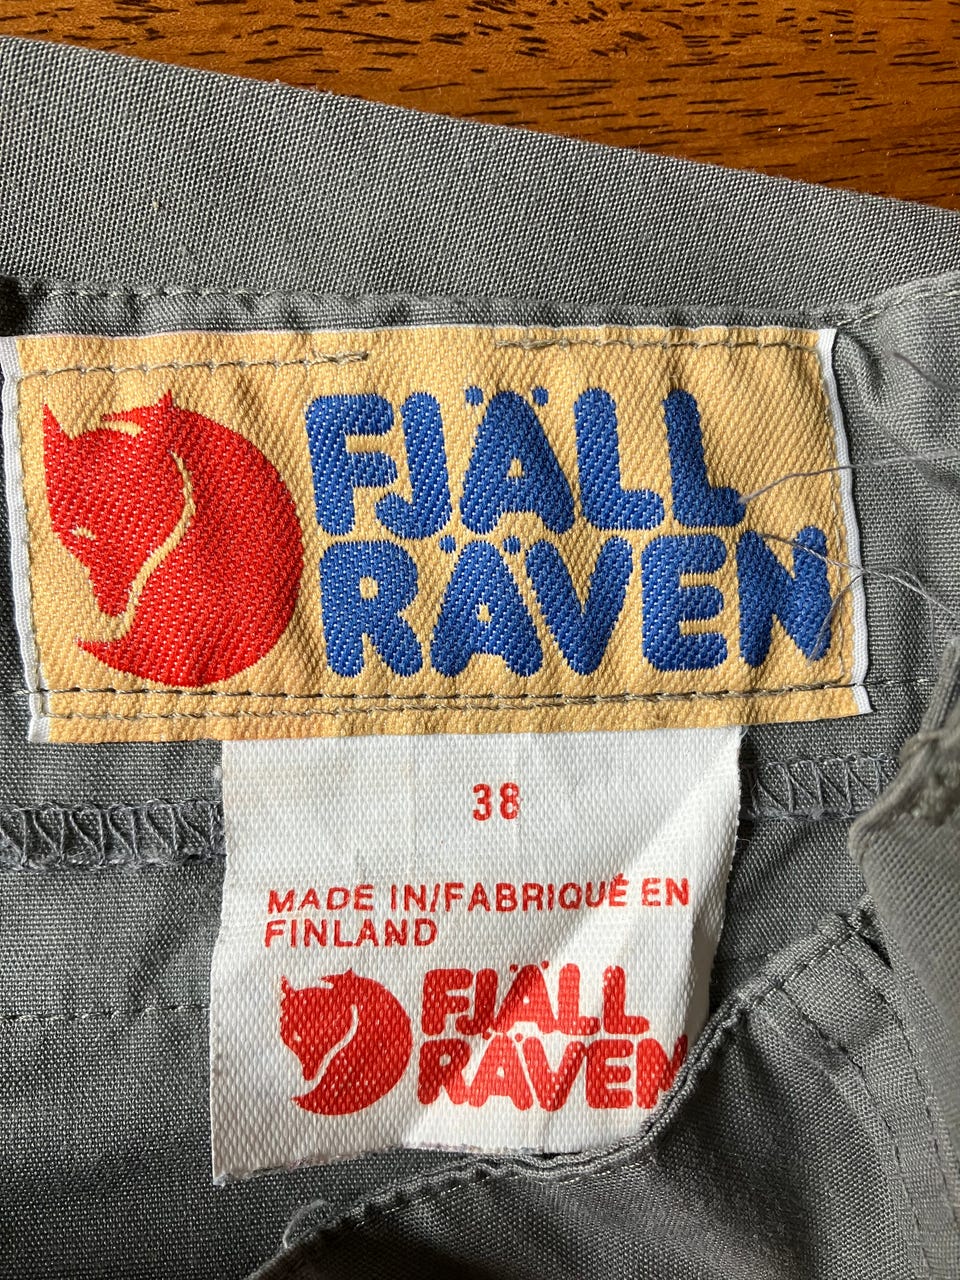 FJÄLL
RÄVEN
38
MADE IN/FABRIQUÉ EN
FINLAND
FJÄLL
RÄVEN